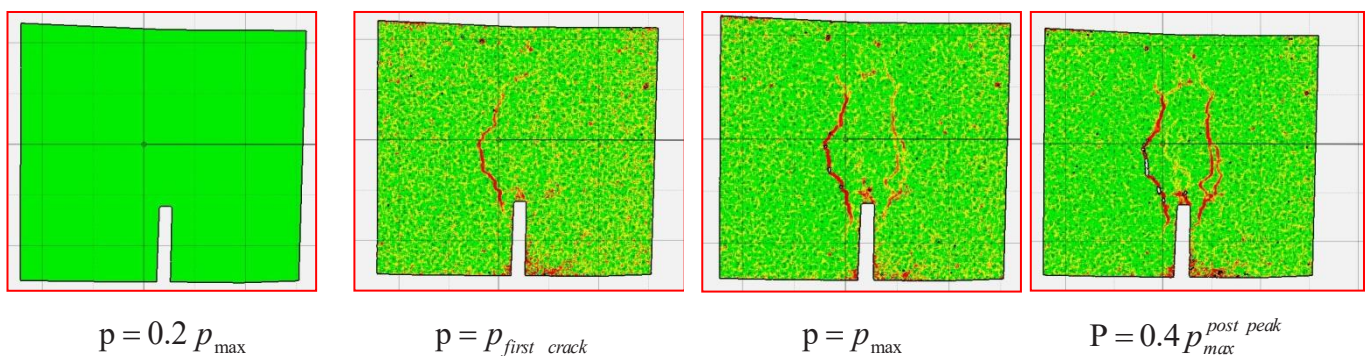 p = 0.2 p_max
p = p_first crack
p = p_max
P = 0.4 p_max^post peak